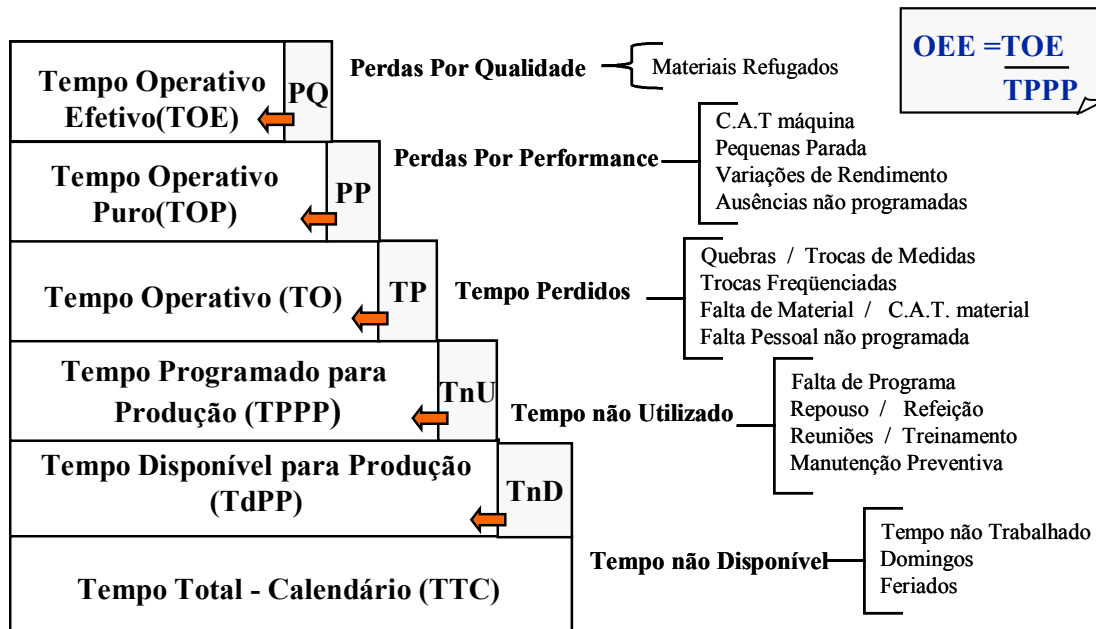 OEE =TOE
TPPP
Tempo Operativo
Efetivo(TOE)
PQ
Perdas Por Qualidade
Materiais Refugados
Tempo Operativo
Puro(TOP)
PP
Perdas Por Performance
C.A.T máquina
Pequenas Parada
Variações de Rendimento
Ausências não programadas
Tempo Operativo (TO)
TP
Tempo Perdidos
Quebras / Trocas de Medidas
Trocas Freqüenciadas
Falta de Material / C.A.T. material
Falta Pessoal não programada
Tempo Programado para
Produção (TPPP)
TnU
Tempo não Utilizado
Falta de Programa
Repouso / Refeição
Reuniões / Treinamento
Manutenção Preventiva
Tempo Disponível para Produção
(TdPP)
TnD
Tempo não Disponível
Tempo não Trabalhado
Domingos
Feriados
Tempo Total - Calendário (TTC)